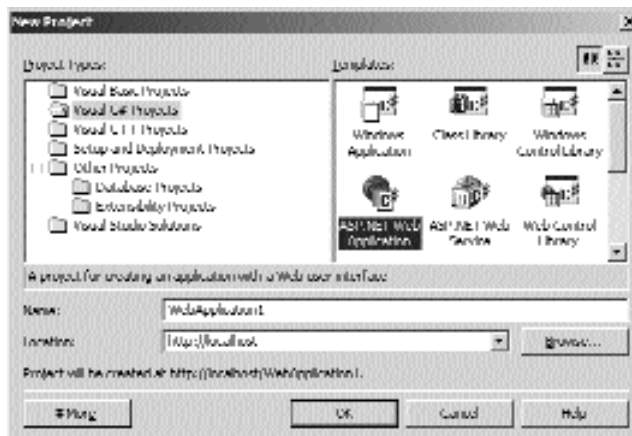 New Project
Project Types:
Templates:
Visual Basic Projects
Visual C# Projects
Visual C++ Projects
Setup and Deployment Projects
Other Projects
Database Projects
Extensibility Projects
Visual Studio Solutions
Windows
Application
Class Library
Windows
Control Library
ASP.NET Web
Application
ASP.NET Web
Service
Web Control
Library
A project for creating an application with a Web user interface
Name:
WebApplication1
Location:
http://localhost
Browse...
Project will be created at http://localhost/WebApplication1.
More
OK
Cancel
Help